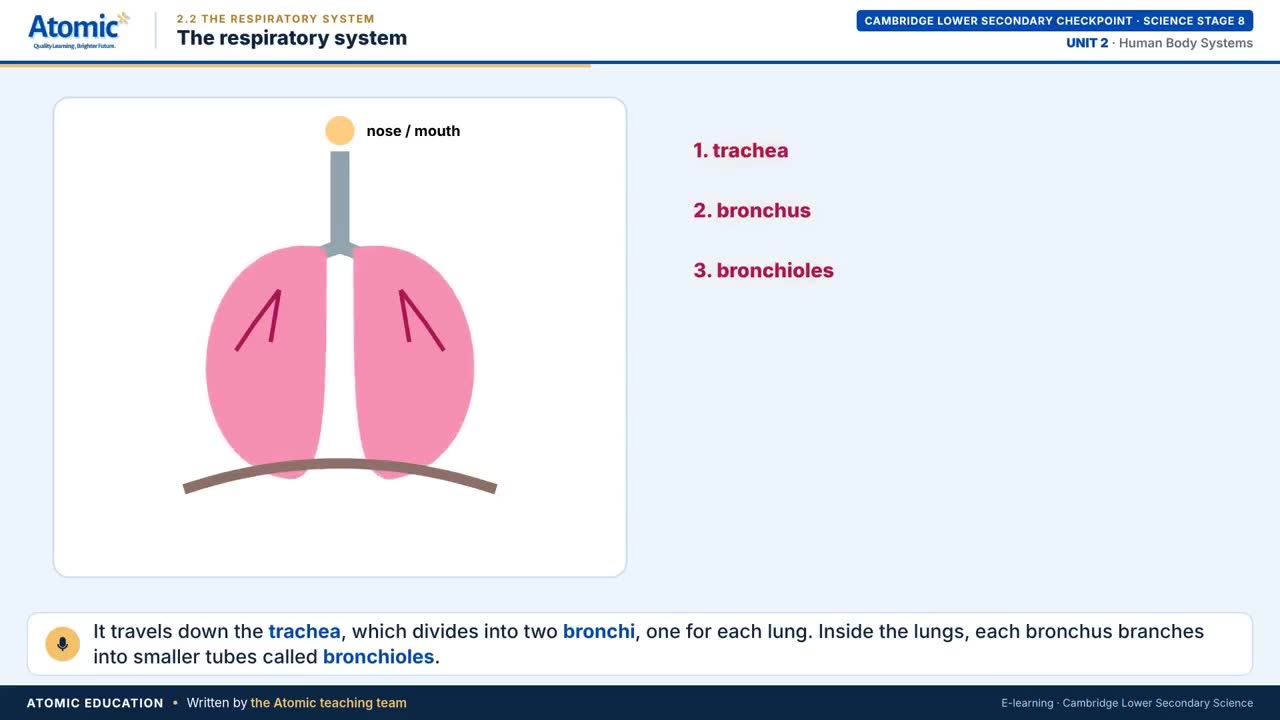 Atomic
Quality Learning, Brighter Future.
2.2 THE RESPIRATORY SYSTEM
The respiratory system
CAMBRIDGE LOWER SECONDARY CHECKPOINT · SCIENCE STAGE 8
UNIT 2 · Human Body Systems
nose / mouth
1. trachea
2. bronchus
3. bronchioles
It travels down the trachea, which divides into two bronchi, one for each lung. Inside the lungs, each bronchus branches
into smaller tubes called bronchioles.
ATOMIC EDUCATION • Written by the Atomic teaching team
E-learning · Cambridge Lower Secondary Science